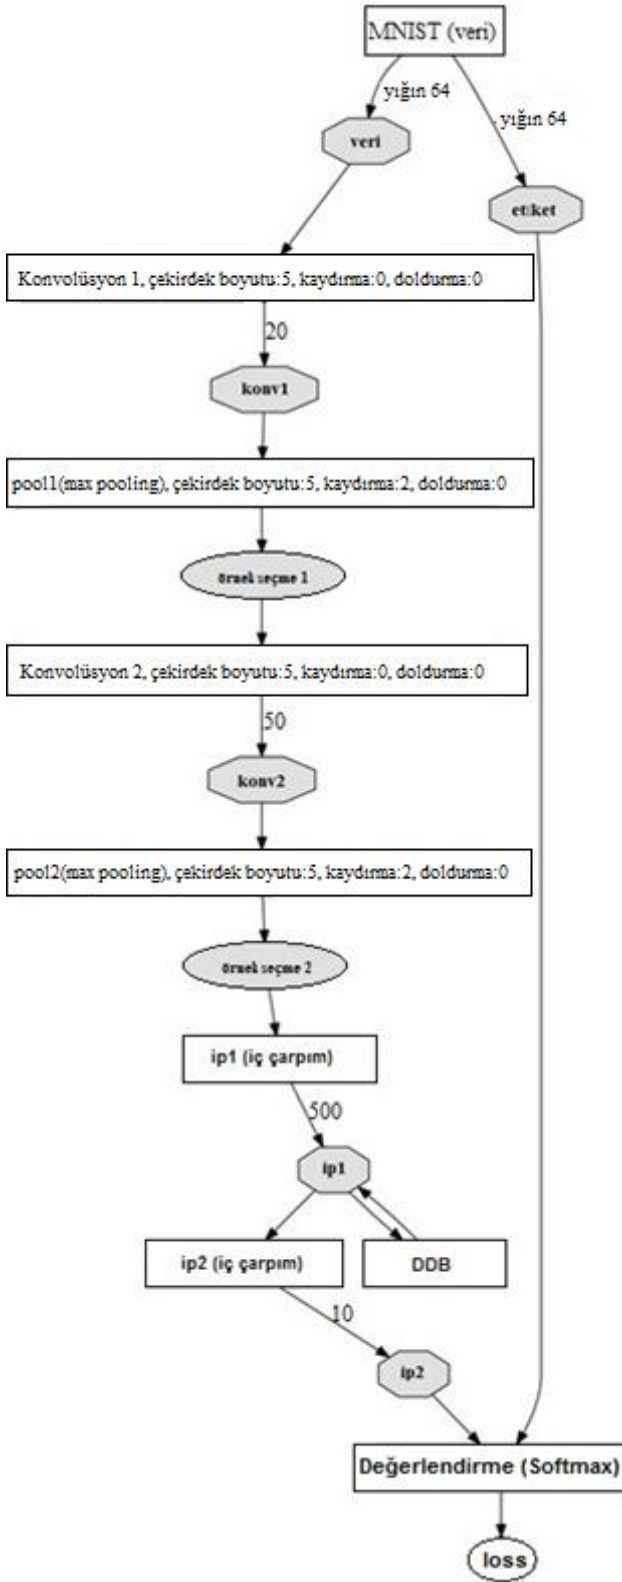 MNIST (veri)
yığın 64
yığın 64
veri
etiket
Konvolüsyon 1, çekirdek boyutu:5, kaydırma:0, doldurma:0
20
konv1
pool1(max pooling), çekirdek boyutu:5, kaydırma:2, doldurma:0
örnek seçme 1
Konvolüsyon 2, çekirdek boyutu:5, kaydırma:0, doldurma:0
50
konv2
pool2(max pooling), çekirdek boyutu:5, kaydırma:2, doldurma:0
örnek seçme 2
ip1 (iç çarpım)
500
ip1
ip2 (iç çarpım)
DDB
10
ip2
Değerlendirme (Softmax)
loss